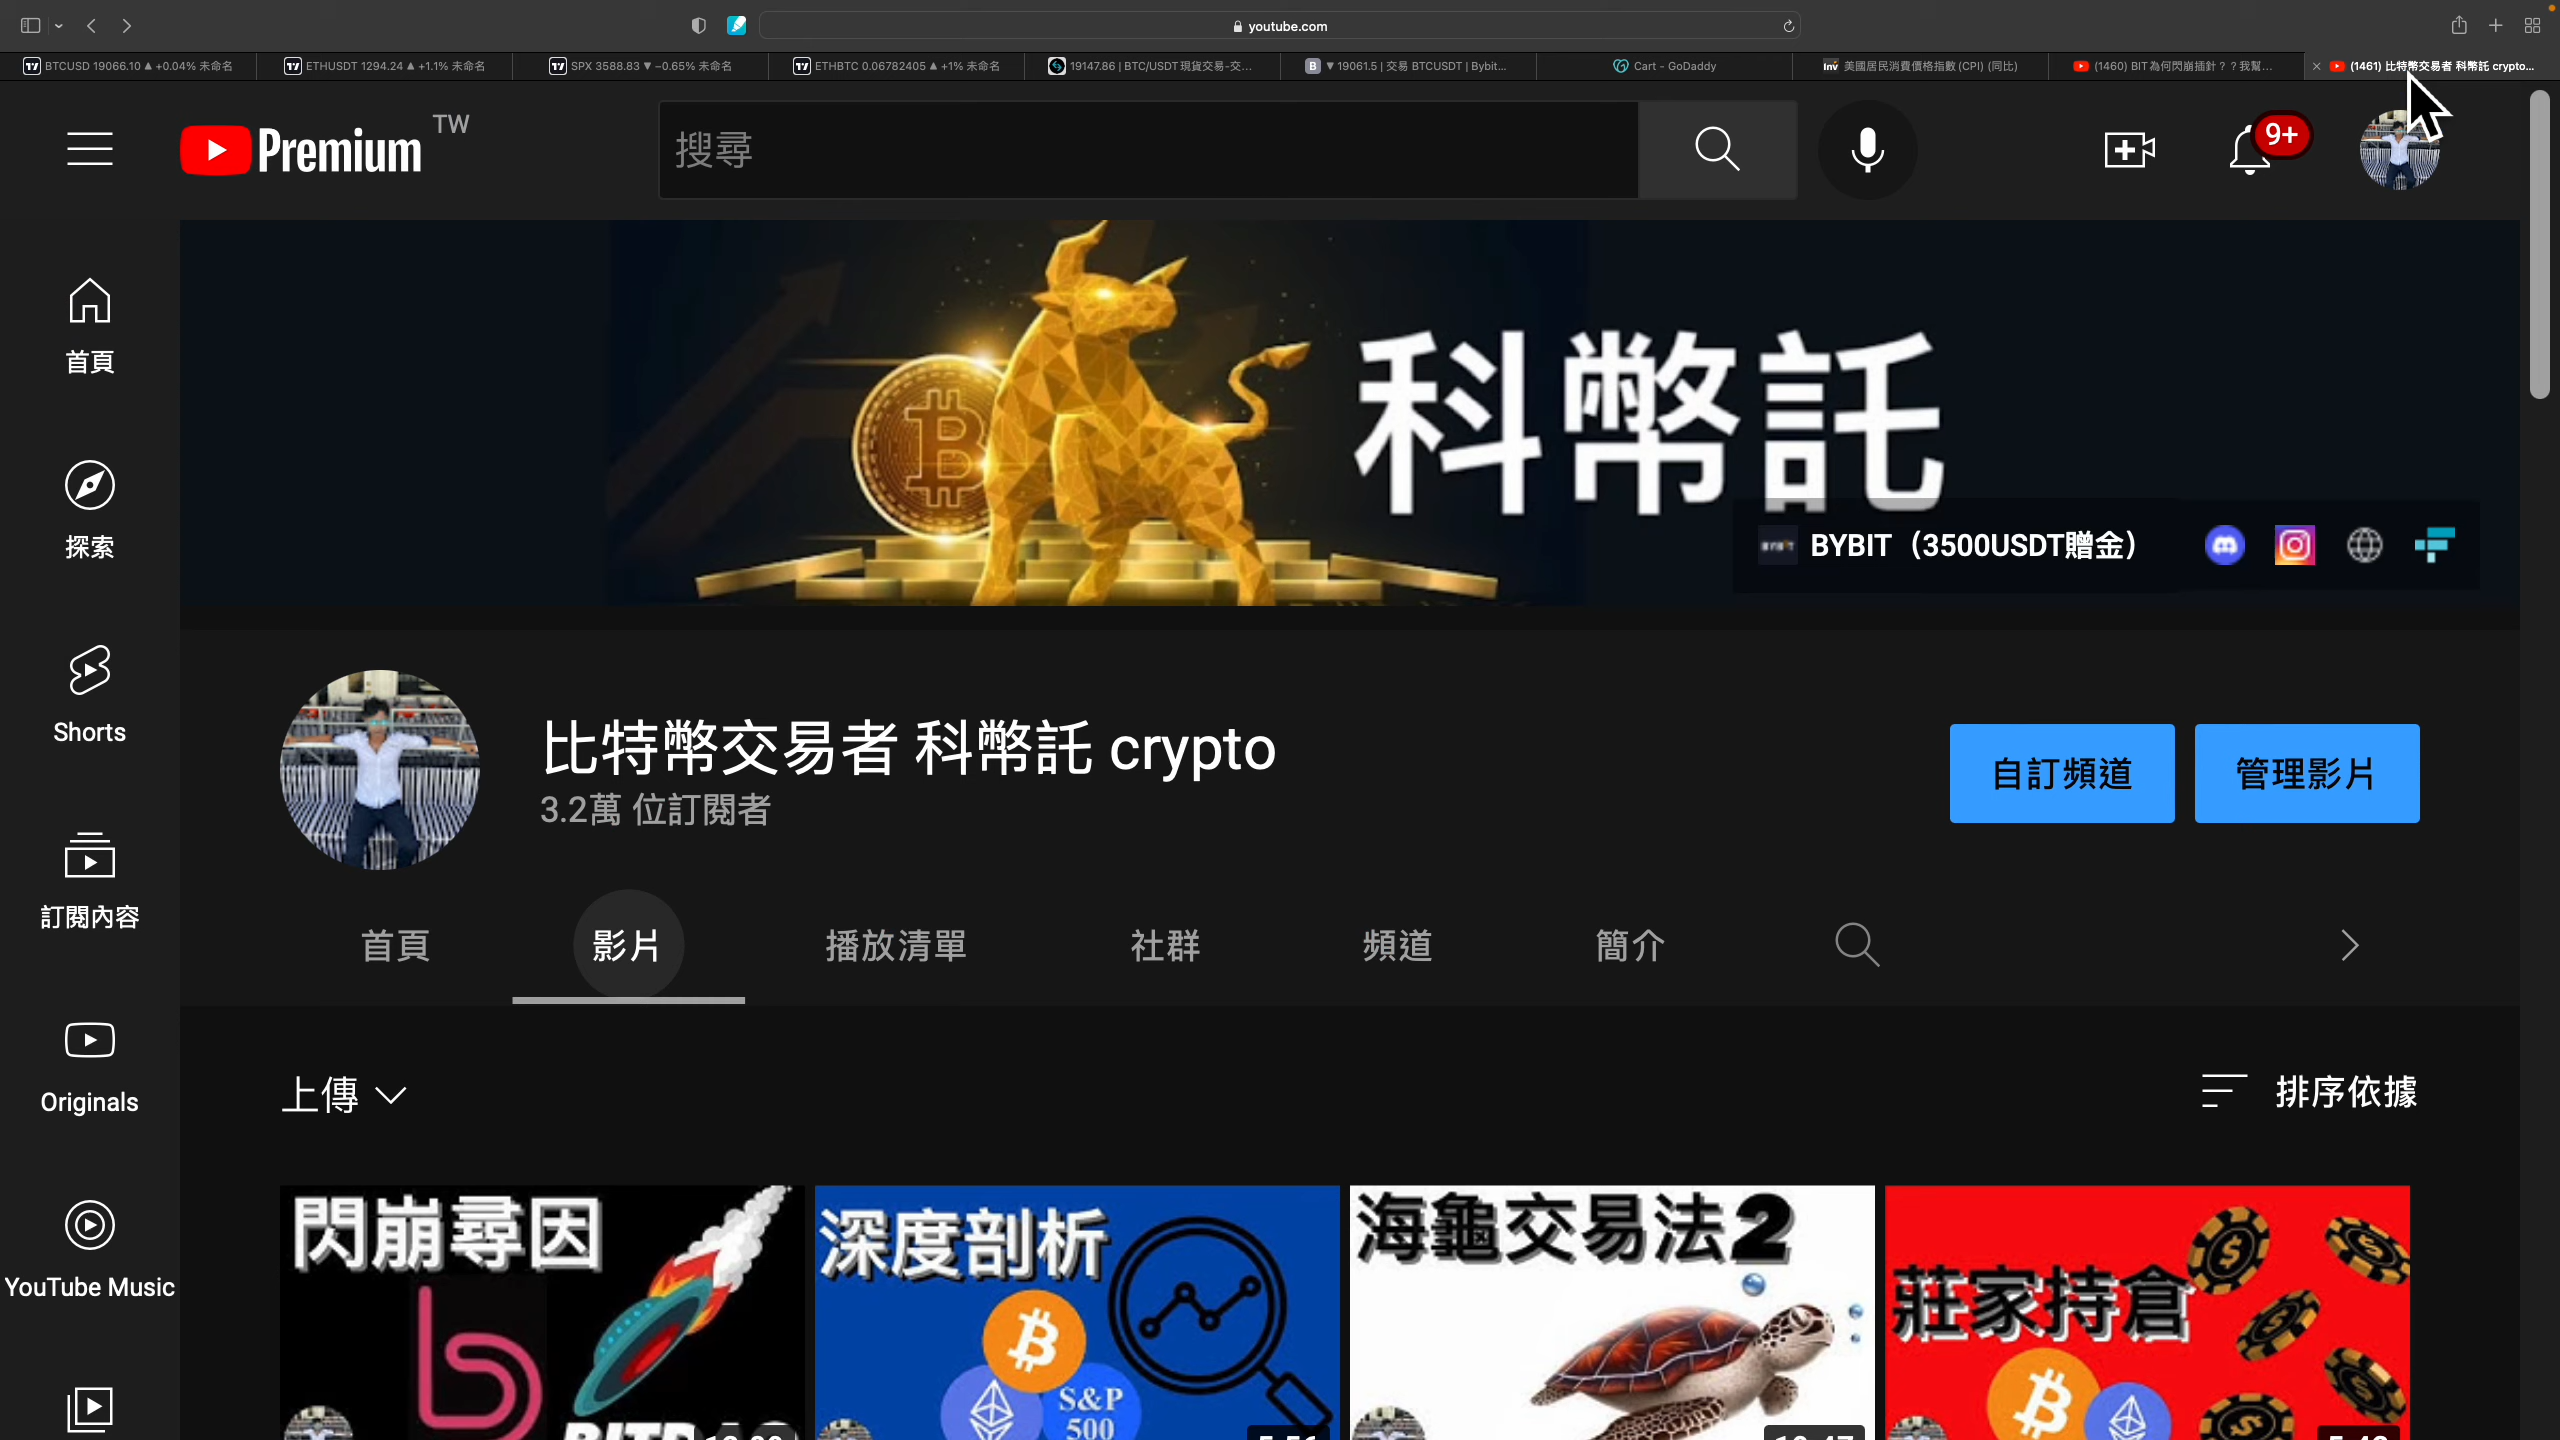 youtube.com
BTCUSD 19066.10 ▲ +0.04% 未命名
ETHUSDT 1294.24 ▲ +1.1% 未命名
SPX 3588.83 ▼ −0.65% 未命名
ETHBTC 0.06782405 ▲ +1% 未命名
19147.86 | BTC/USDT現貨交易-交...
B ▼ 19061.5 | 交易 BTCUSDT | Bybit...
Cart - GoDaddy
Inv 美國居民消費價格指數 (CPI) (同比)
(1460) BIT為何閃崩插針？？我幫...
(1461) 比特幣交易者 科幣託 crypto...
Premium TW
搜尋
9+
首頁
探索
Shorts
訂閱內容
Originals
YouTube Music
科幣託
BYBIT（3500USDT贈金）
比特幣交易者 科幣託 crypto
3.2萬 位訂閱者
自訂頻道
管理影片
首頁
影片
播放清單
社群
頻道
簡介
上傳
排序依據
閃崩尋因
深度剖析
S&P
500
海龜交易法2
莊家持倉